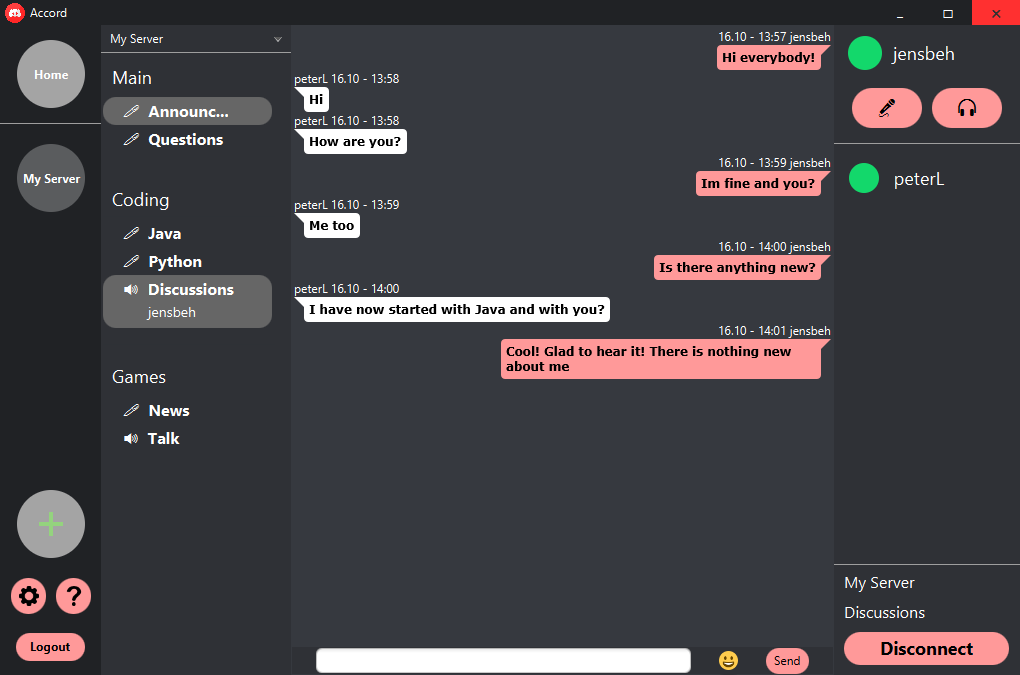 Accord
Home
My Server
Logout
My Server
Main
Announc...
Questions
Coding
Java
Python
Discussions
jensbeh
Games
News
Talk
16.10 - 13:57 jensbeh
Hi everybody!
peterL 16.10 - 13:58
Hi
peterL 16.10 - 13:58
How are you?
16.10 - 13:59 jensbeh
Im fine and you?
peterL 16.10 - 13:59
Me too
16.10 - 14:00 jensbeh
Is there anything new?
peterL 16.10 - 14:00
I have now started with Java and with you?
16.10 - 14:01 jensbeh
Cool! Glad to hear it! There is nothing new
about me
Send
jensbeh
peterL
My Server
Discussions
Disconnect